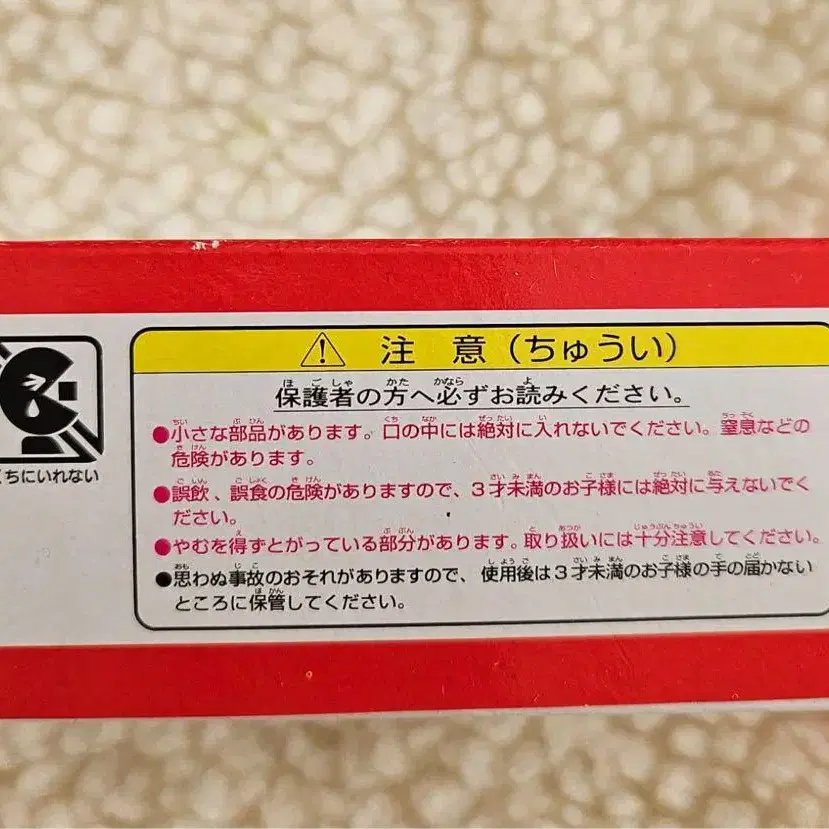 注意（ちゅうい）
保護者の方へ必ずお読みください。
●小さな部品があります。口の中には絶対に入れないでください。窒息などの
危険があります。
●誤飲、誤食の危険がありますので、3才未満のお子様には絶対に与えないでく
ださい。
●やむを得ずとがっている部分があります。取り扱いには十分注意してください。
●思わぬ事故のおそれがありますので、使用後は3才未満のお子様の手の届かない
ところに保管してください。
ちにいれない